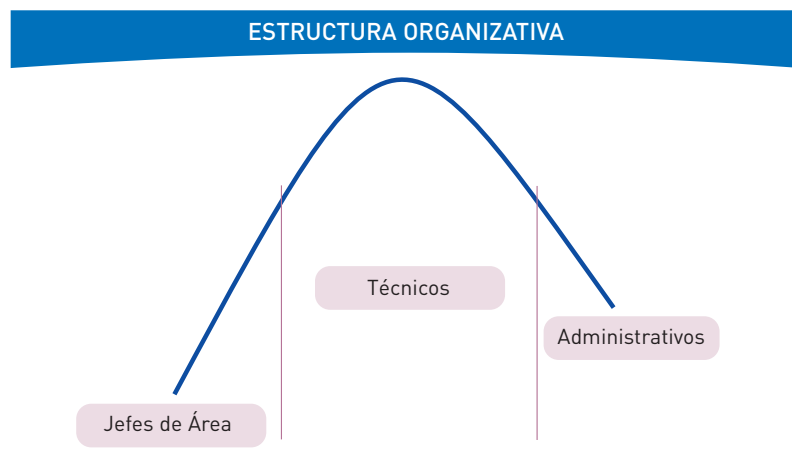 ESTRUCTURA ORGANIZATIVA
Técnicos
Administrativos
Jefes de Área